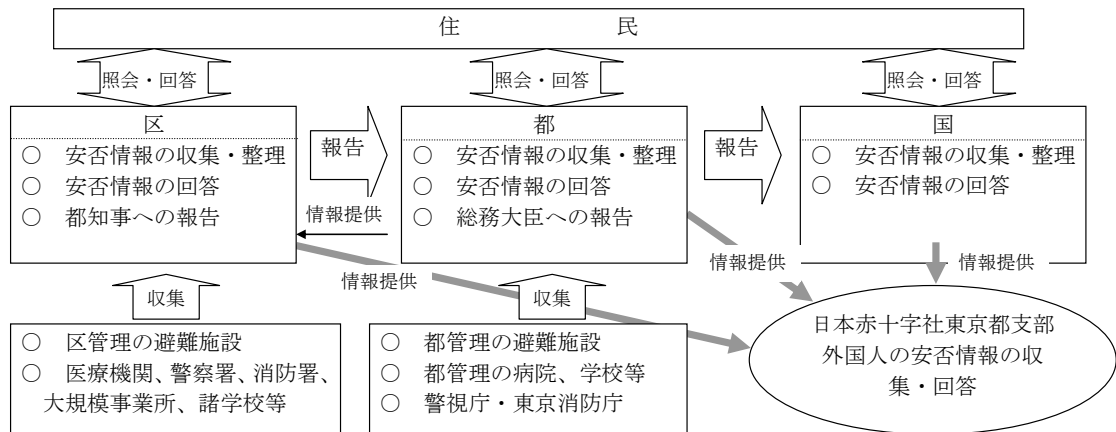 住　　　　　民
照会・回答
照会・回答
照会・回答
区
○　安否情報の収集・整理
○　安否情報の回答
○　都知事への報告
報告
情報提供
都
○　安否情報の収集・整理
○　安否情報の回答
○　総務大臣への報告
報告
国
○　安否情報の収集・整理
○　安否情報の回答
情報提供
情報提供
情報提供
収集
収集
○　区管理の避難施設
○　医療機関、警察署、消防署、
大規模事業所、諸学校等
○　都管理の避難施設
○　都管理の病院、学校等
○　警視庁・東京消防庁
日本赤十字社東京都支部
外国人の安否情報の収
集・回答